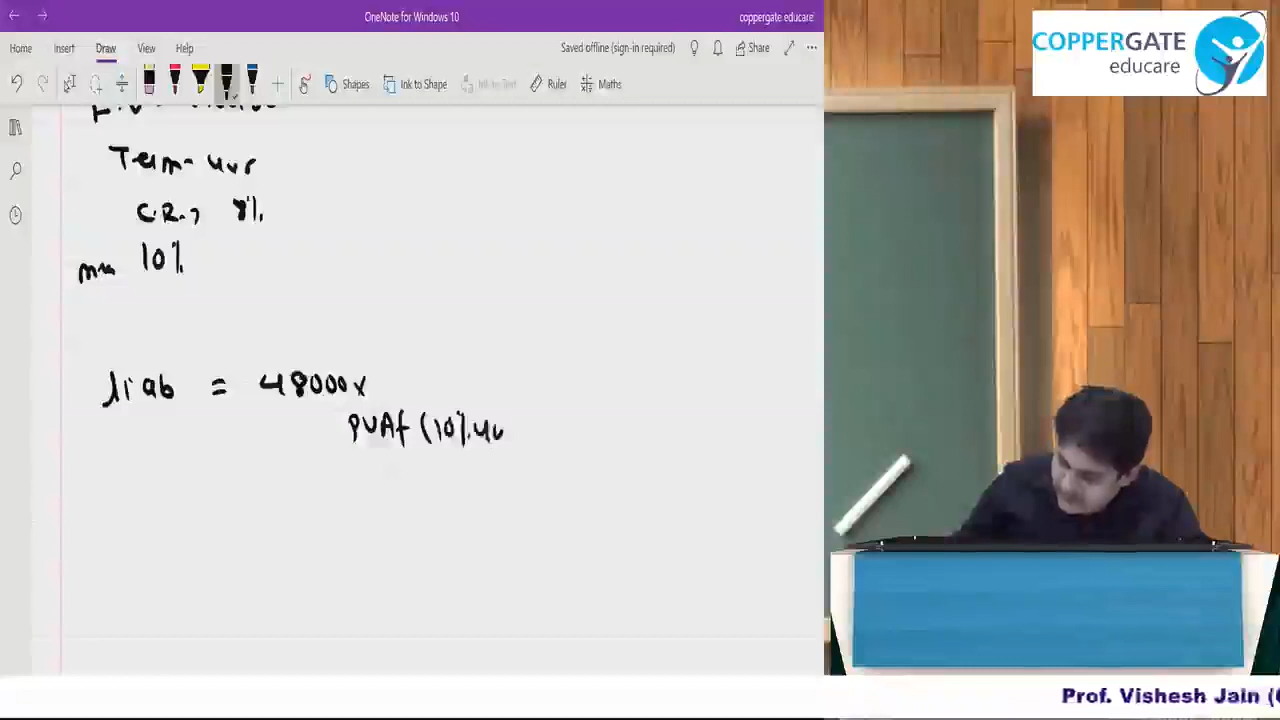 OneNote for Windows 10
coppergate educare
Home Insert Draw View Help
Saved offline (sign-in required)
Share
Shapes
Ink to Shape
Ink to Text
Ruler
Maths
COPPERGATE
educare
Term- 4yr
C.R. 8%
10%
liab = 48000x
PVAF (10%.4y
Prof. Vishesh Jain (